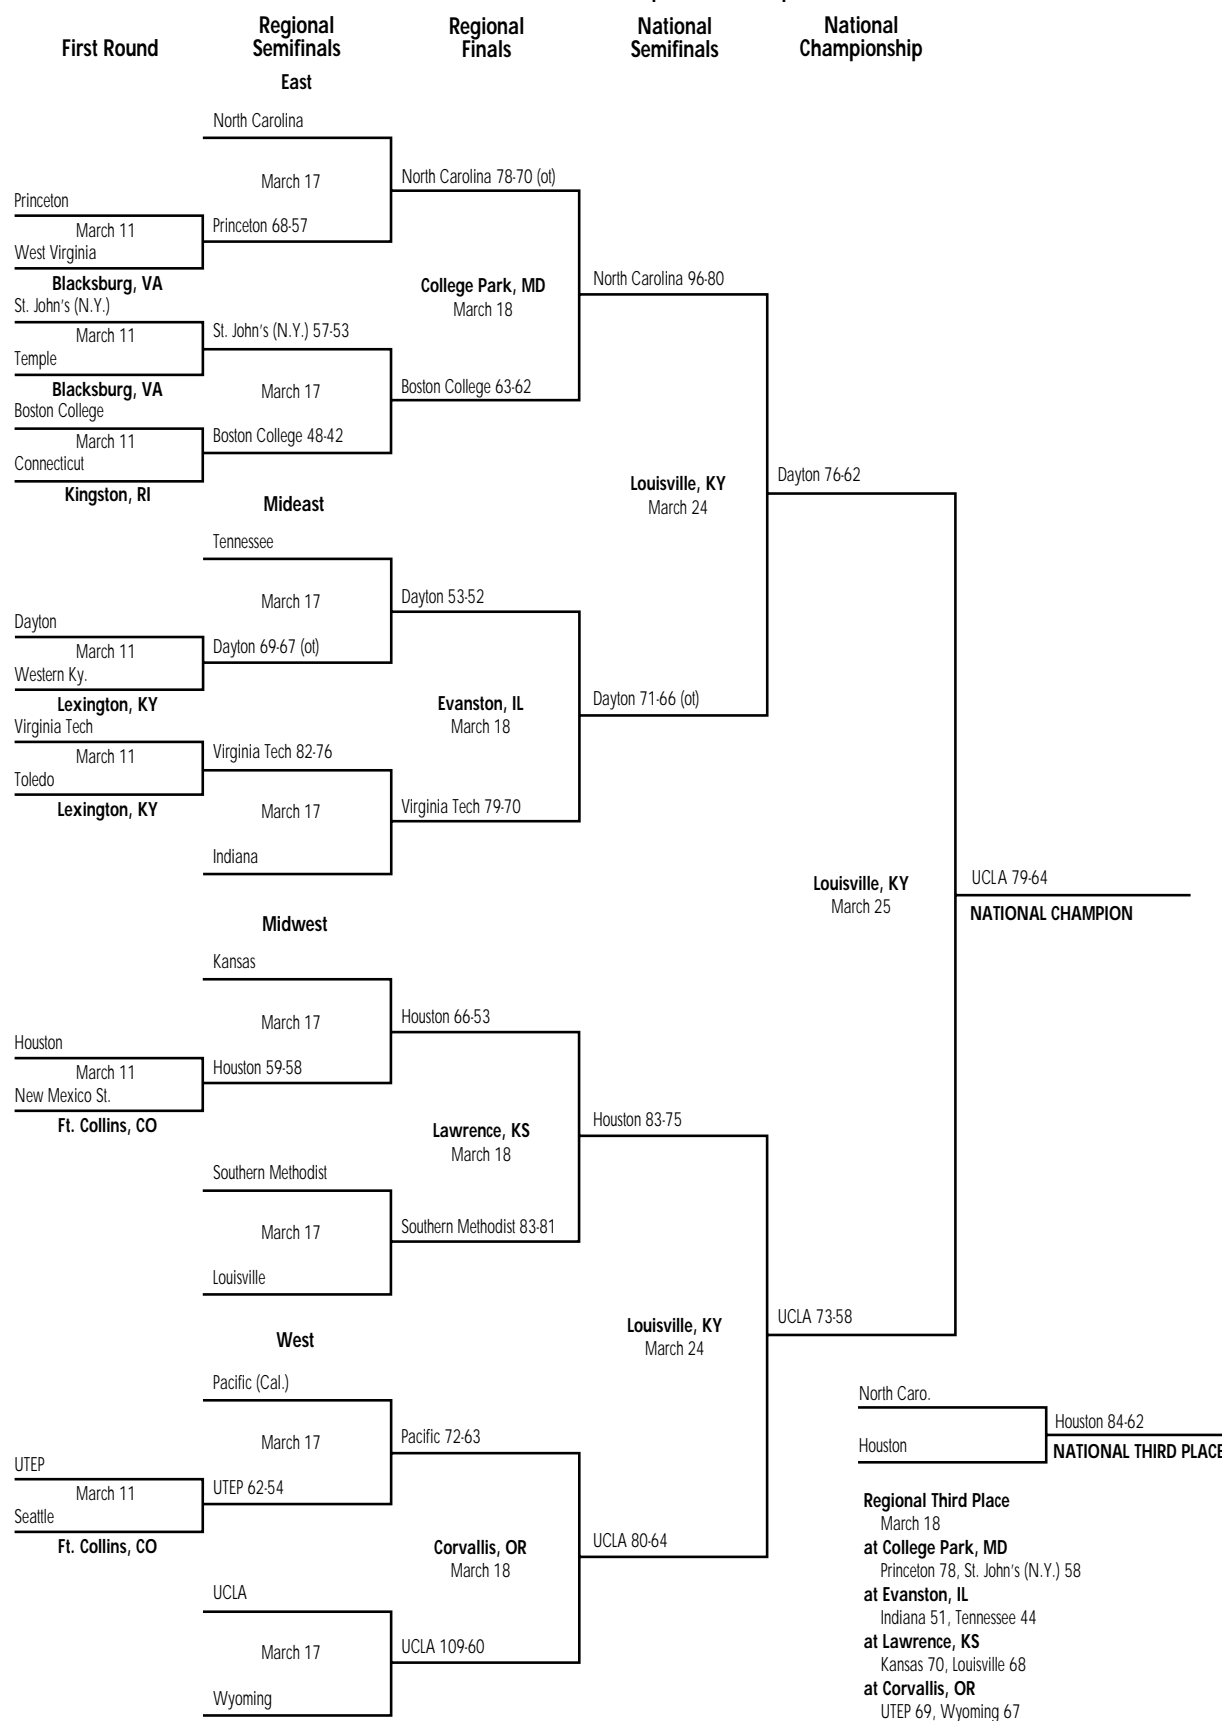 First Round
Regional
Semifinals
Regional
Finals
National
Semifinals
National
Championship
East
North Carolina
March 17
North Carolina 78-70 (ot)
Princeton
March 11
Princeton 68-57
West Virginia
Blacksburg, VA
College Park, MD
March 18
North Carolina 96-80
St. John's (N.Y.)
March 11
St. John's (N.Y.) 57-53
Temple
Blacksburg, VA
March 17
Boston College 63-62
Boston College
March 11
Boston College 48-42
Connecticut
Kingston, RI
Louisville, KY
March 24
Dayton 76-62
Mideast
Tennessee
March 17
Dayton 53-52
Dayton
March 11
Dayton 69-67 (ot)
Western Ky.
Lexington, KY
Evanston, IL
March 18
Dayton 71-66 (ot)
Virginia Tech
March 11
Virginia Tech 82-76
Toledo
Lexington, KY
March 17
Virginia Tech 79-70
Indiana
Louisville, KY
March 25
UCLA 79-64
NATIONAL CHAMPION
Midwest
Kansas
March 17
Houston 66-53
Houston
March 11
Houston 59-58
New Mexico St.
Ft. Collins, CO
Lawrence, KS
March 18
Houston 83-75
Southern Methodist
March 17
Southern Methodist 83-81
Louisville
Louisville, KY
March 24
UCLA 73-58
West
Pacific (Cal.)
March 17
Pacific 72-63
UTEP
March 11
UTEP 62-54
Seattle
Ft. Collins, CO
Corvallis, OR
March 18
UCLA 80-64
UCLA
March 17
UCLA 109-60
Wyoming
North Caro.
Houston 84-62
Houston
NATIONAL THIRD PLACE
Regional Third Place
March 18
at College Park, MD
Princeton 78, St. John's (N.Y.) 58
at Evanston, IL
Indiana 51, Tennessee 44
at Lawrence, KS
Kansas 70, Louisville 68
at Corvallis, OR
UTEP 69, Wyoming 67